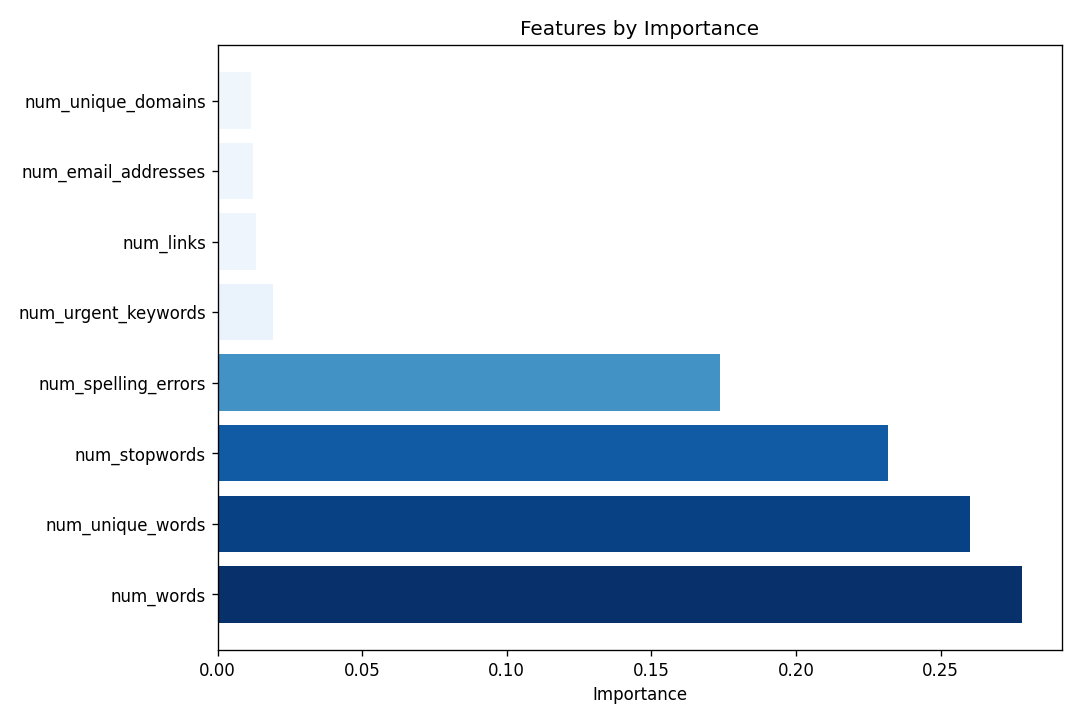 Features by Importance
num_unique_domains
num_email_addresses
num_links
num_urgent_keywords
num_spelling_errors
num_stopwords
num_unique_words
num_words
0.00 0.05 0.10 0.15 0.20 0.25
Importance